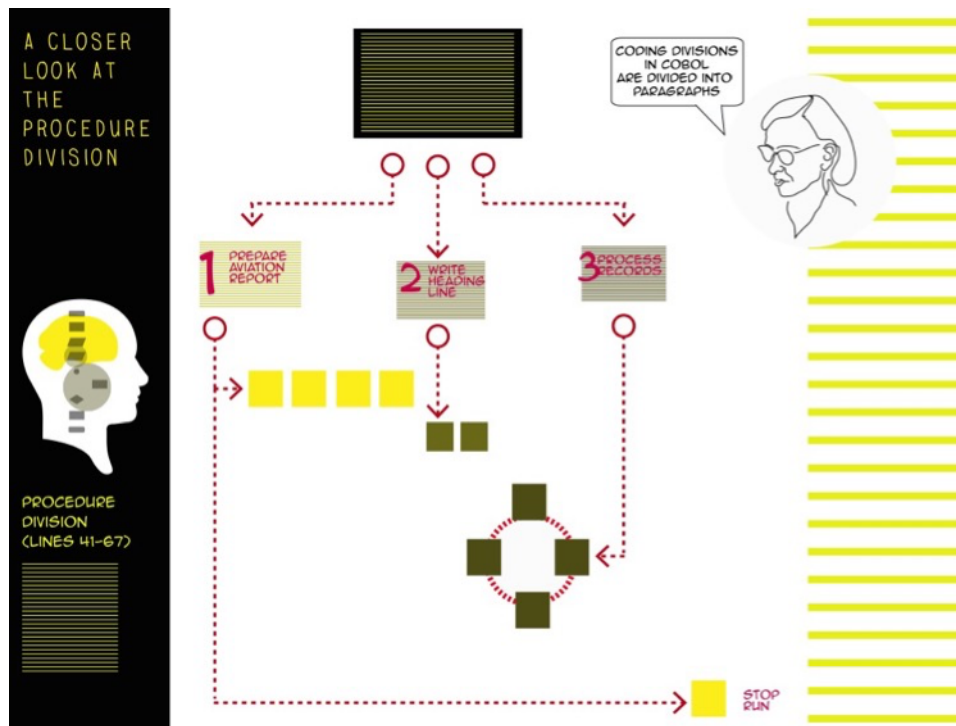 A CLOSER
LOOK AT
THE
PROCEDURE
DIVISION
CODING DIVISIONS
IN COBOL
ARE DIVIDED INTO
PARAGRAPHS
1 PREPARE
AVIATION
REPORT
2 WRITE
HEADING
LINE
3 PROCESS
RECORDS
PROCEDURE
DIVISION
(LINES 41-67)
STOP
RUN